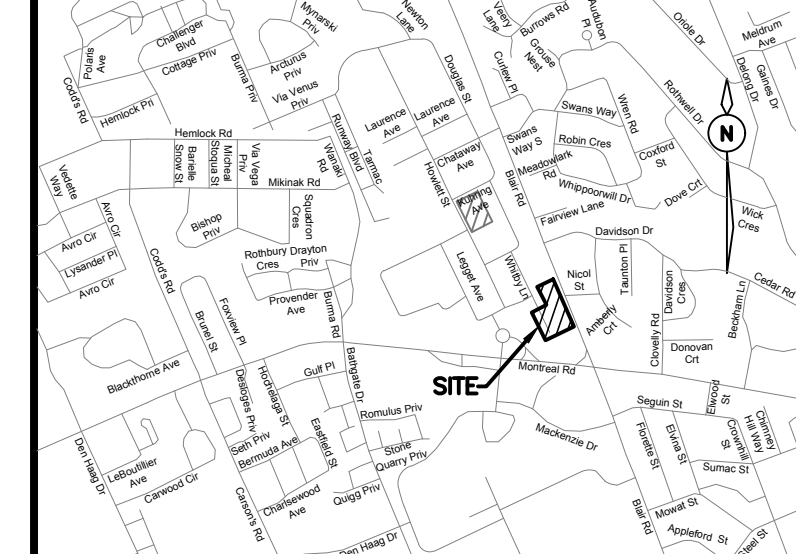 Mynarski
Priv
Newton
Lane
Veery
Lane
Burrows Rd
Audubon
Pl
Oriole Dr
Meldrum
Ave
Polaris
Ave
Challenger
Blvd
Cottage Priv
Burma Priv
Arcturus
Priv
Via Venus
Priv
Douglas St
Curlew Pl
Grouse
Nest
Delong Dr
Gaines Dr
Codd's Rd
Hemlock Pri
Hemlock Rd
Runway Blvd
Laurence
Ave
Laurence
Ave
Swans Way
Wren Rd
Rothwell Dr
N
Barielle
Snow St
Stoqua St
Micheal
Priv
Via Vega
Wanaki
Rd
Tarmac
Chataway
Ave
Swans
Way S
Robin Cres
Meadowlark
Rd
Coxford
St
Vedette
Way
Mikinak Rd
Howlett St
Kipling
Ave
Blair Rd
Whippoorwill Dr
Dove Crt
Fairview Lane
Wick
Cres
Avro Cir
Avro Cir
Lysander Pl
Avro Cir
Bishop
Priv
Squadron
Cres
Davidson Dr
Codd's Rd
Rothbury
Cres
Drayton
Priv
Legget Ave
Whitby Ln
Nicol
St
Taunton Pl
Davidson
Cres
Cedar Rd
Beckham Ln
Provender
Ave
Burma Rd
Brunel St
Foxview Pl
Amberly
Crt
Clovelly Rd
Donovan
Crt
Blackthorne Ave
Bathgate Dr
Gulf Pl
SITE
Montreal Rd
Desjoges Priv
Hochelaga St
Seguin St
Elwood
St
Romulus Priv
Eastfield St
Mackenzie Dr
Florette St
Elvina St
Crownhill
St
Chimney
Hill Way
Den Haag Dr
Seth Priv
Bermuda Ave
Stone
Quarry Priv
Sumac St
LeBoutillier
Ave
Carwood Cir
Carson's Rd
Charlsewood
Ave
Quigg Priv
Blair Rd
Mowat St
Appleford St
Steel St
Den Haag Dr